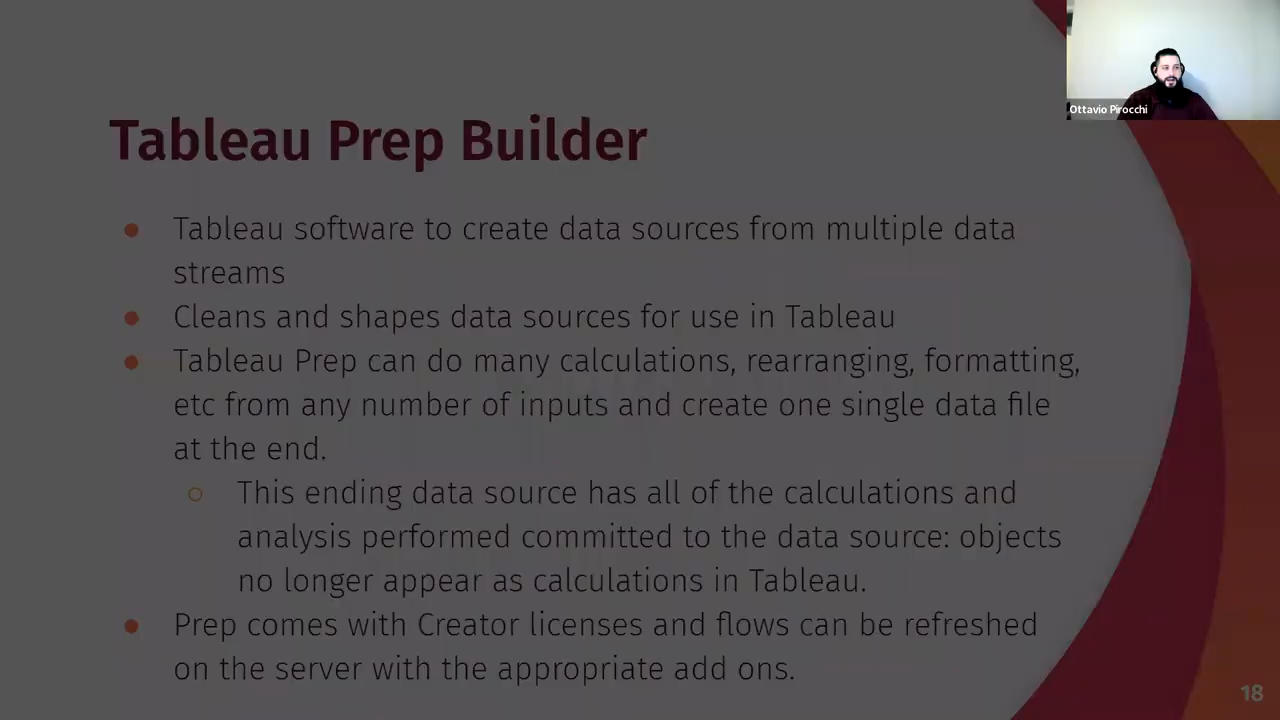 Ottavio Pirocchi
Tableau Prep Builder
● Tableau software to create data sources from multiple data
streams
● Cleans and shapes data sources for use in Tableau
● Tableau Prep can do many calculations, rearranging, formatting,
etc from any number of inputs and create one single data file
at the end.
○ This ending data source has all of the calculations and
analysis performed committed to the data source: objects
no longer appear as calculations in Tableau.
● Prep comes with Creator licenses and flows can be refreshed
on the server with the appropriate add ons.
18